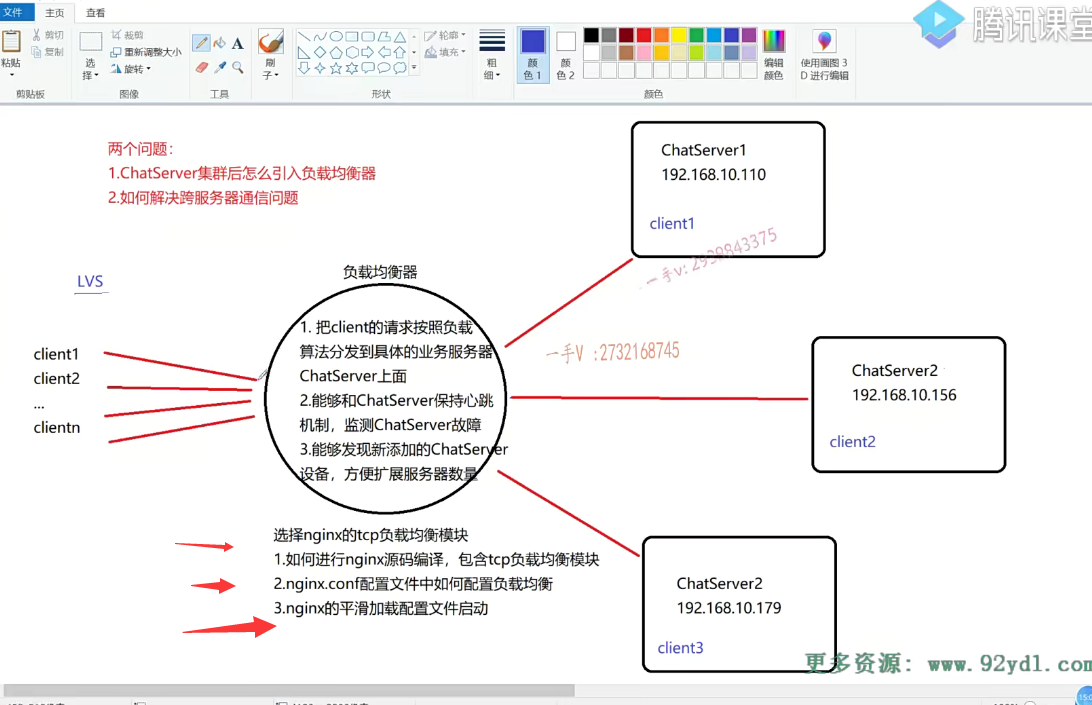 文件 主页 查看
粘贴
剪切
复制
剪贴板
选择
裁剪
重新调整大小
旋转
图像
A
工具
刷子
轮廓
填充
形状
粗细
颜色 1
颜色 2
颜色
编辑颜色
使用画图 3 D 进行编辑
腾讯课堂
两个问题：
1.ChatServer集群后怎么引入负载均衡器
2.如何解决跨服务器通信问题
LVS
client1
client2
...
clientn
负载均衡器
1. 把client的请求按照负载
算法分发到具体的业务服务器
ChatServer上面
2.能够和ChatServer保持心跳
机制，监测ChatServer故障
3.能够发现新添加的ChatServer
设备，方便扩展服务器数量
选择nginx的tcp负载均衡模块
1.如何进行nginx源码编译，包含tcp负载均衡模块
2.nginx.conf配置文件中如何配置负载均衡
3.nginx的平滑加载配置文件启动
ChatServer1
192.168.10.110
client1
一手v: 2938843375
一手V :2732168745
ChatServer2
192.168.10.156
client2
ChatServer2
192.168.10.179
client3
更多资源: www.92yd1.com